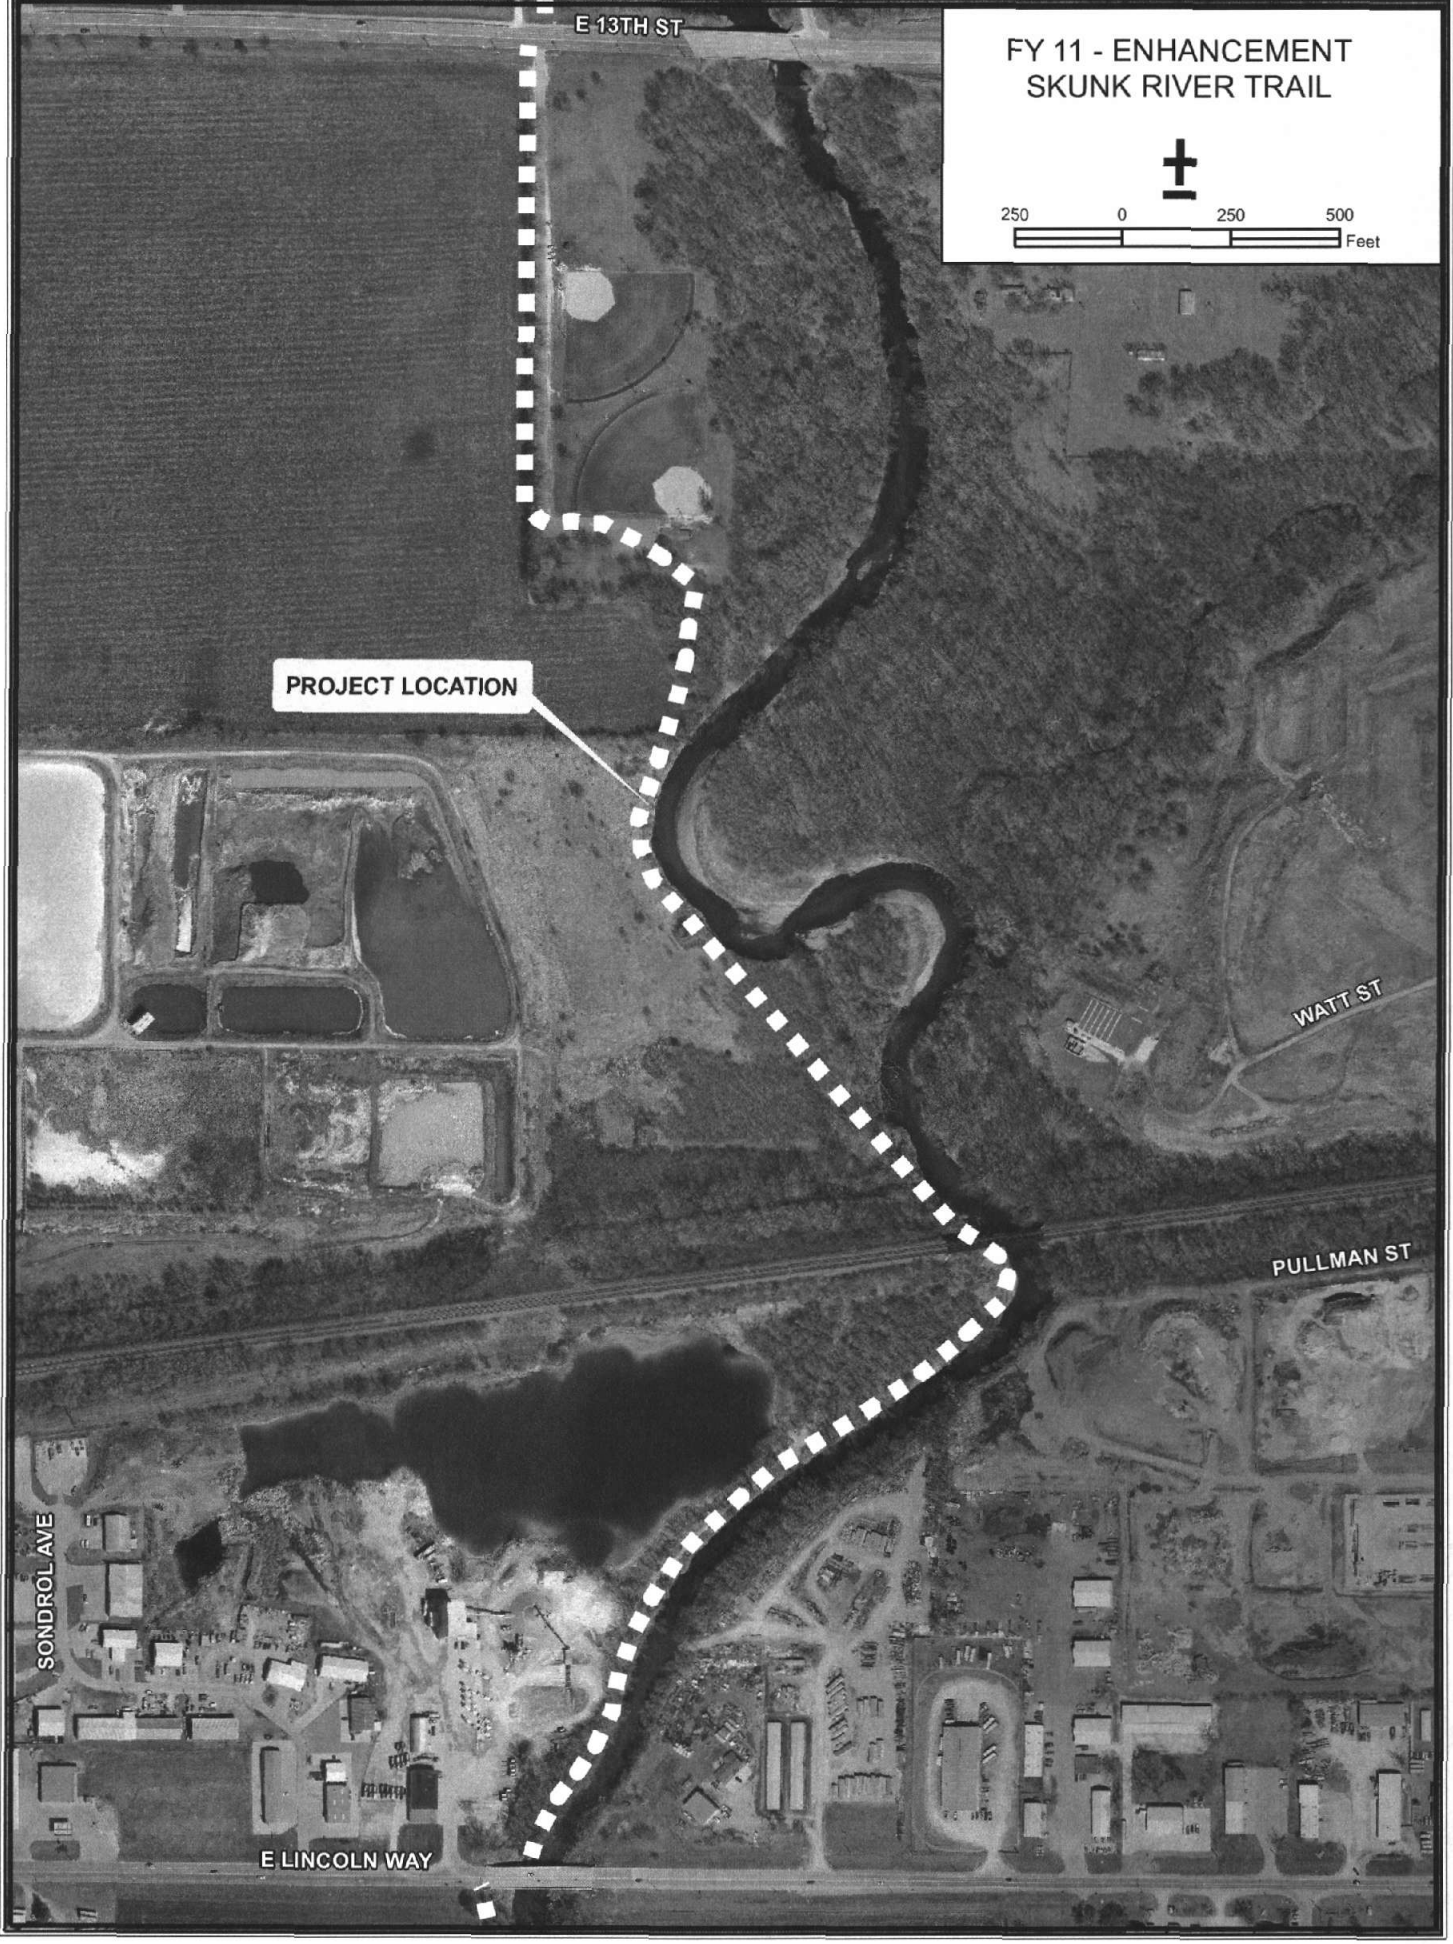 E 13TH ST
FY 11 - ENHANCEMENT
SKUNK RIVER TRAIL
250 0 250 500
Feet
PROJECT LOCATION
WATT ST
PULLMAN ST
SONDROL AVE
E LINCOLN WAY